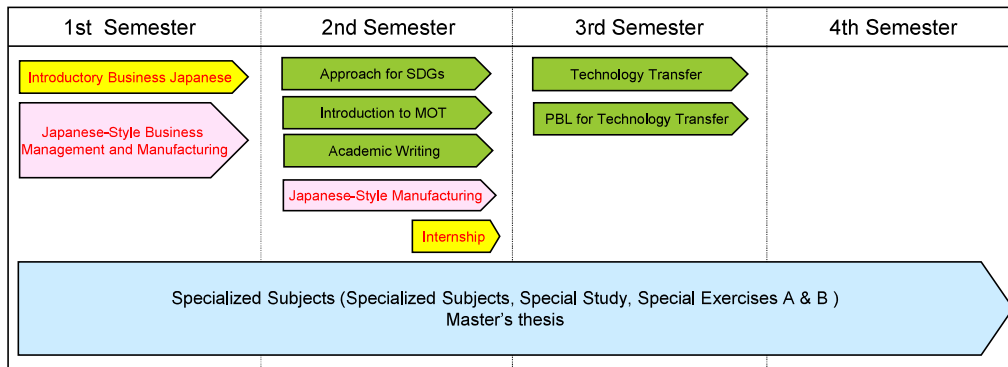 1st Semester
2nd Semester
3rd Semester
4th Semester
Introductory Business Japanese
Japanese-Style Business
Management and Manufacturing
Approach for SDGs
Introduction to MOT
Academic Writing
Japanese-Style Manufacturing
Internship
Technology Transfer
PBL for Technology Transfer
Specialized Subjects (Specialized Subjects, Special Study, Special Exercises A & B )
Master's thesis